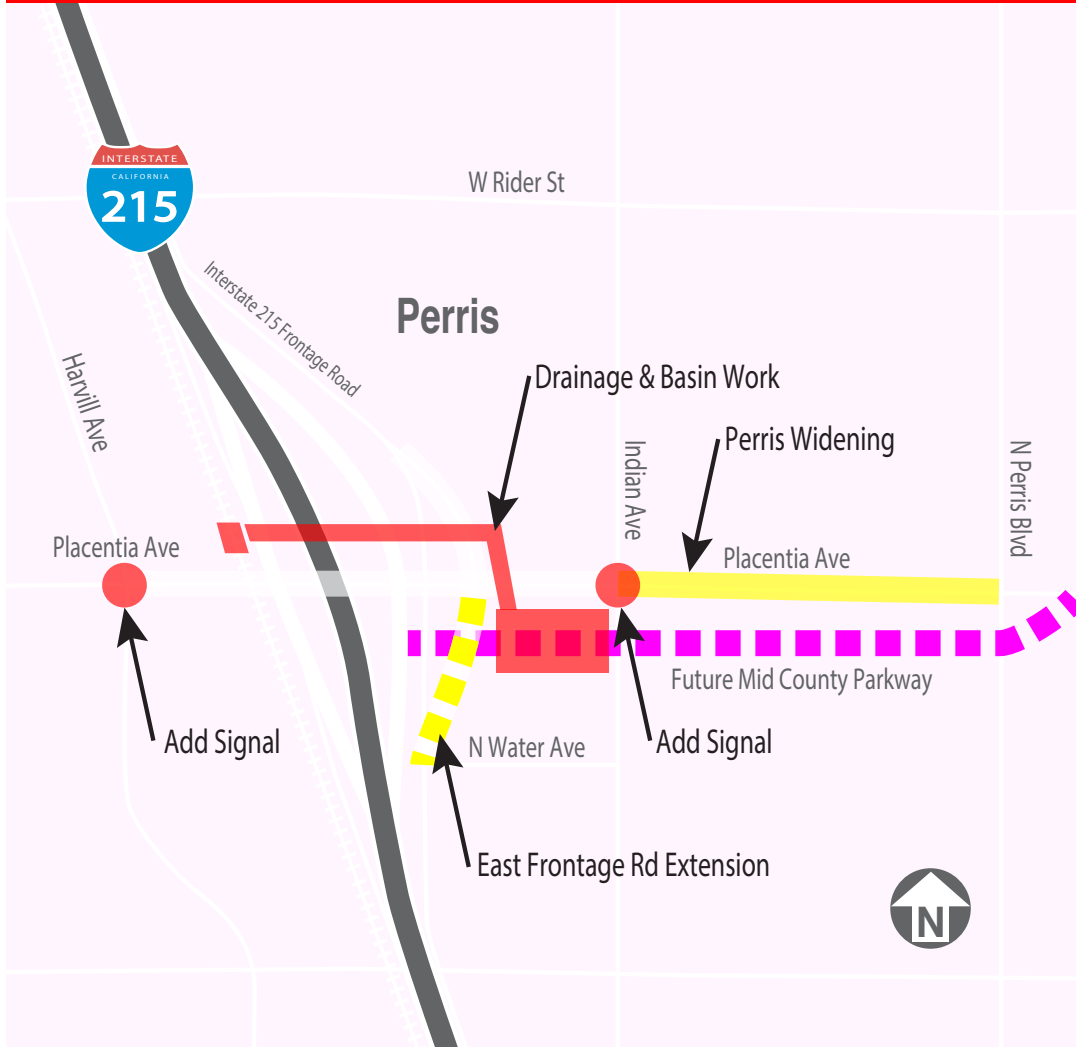 INTERSTATE
CALIFORNIA
215
W Rider St
Interstate 215 Frontage Road
Perris
Harvill Ave
Drainage & Basin Work
Perris Widening
Indian Ave
N Perris Blvd
Placentia Ave
Placentia Ave
Future Mid County Parkway
Add Signal
N Water Ave
Add Signal
East Frontage Rd Extension
N